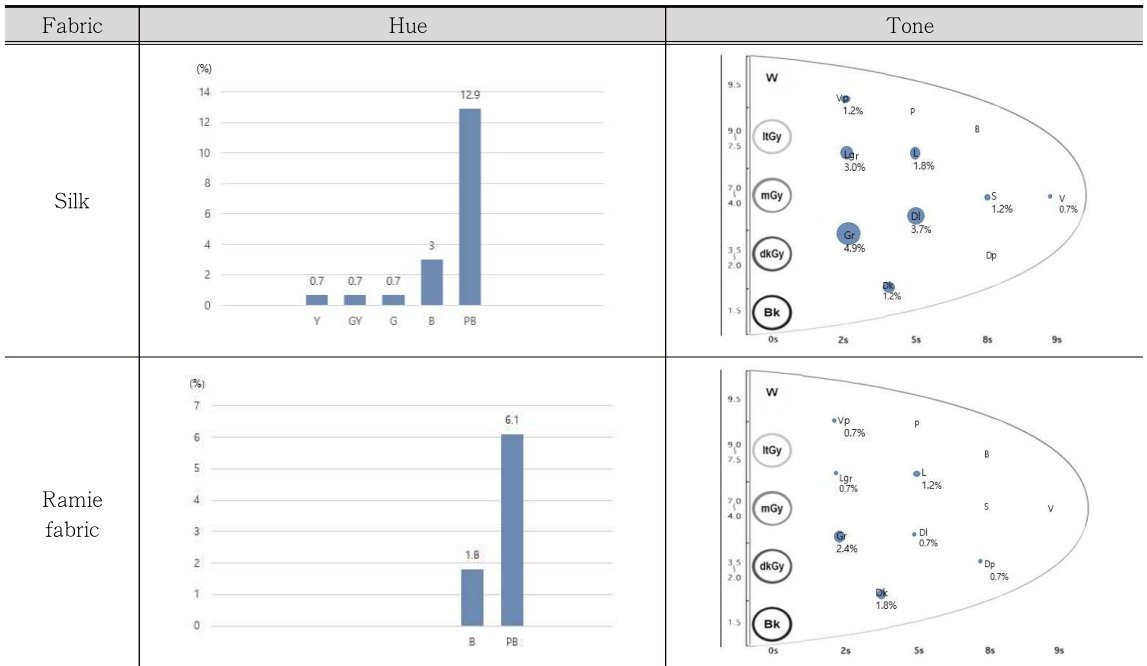 Fabric Hue Tone
Silk
(%)
14
12
10
8
6
4
2
0
0.7 0.7 0.7 3 12.9
Y GY G B PB
9.5
9.0
7.5
7.0
4.0
3.5
2.0
1.5
W
ltGy
mGy
dkGy
Bk
Vp
1.2%
P
B
Lgr
3.0%
L
1.8%
S
1.2%
V
0.7%
Dl
3.7%
Gr
4.9%
Dp
Dk
1.2%
0s 2s 5s 8s 9s
Ramie
fabric
(%)
7
6
5
4
3
2
1
0
1.8 6.1
B PB
9.5
9.0
7.5
7.0
4.0
3.5
2.0
1.5
W
ltGy
mGy
dkGy
Bk
Vp
0.7%
P
B
Lgr
0.7%
L
1.2%
S
V
Gr
2.4%
Dl
0.7%
Dp
0.7%
Dk
1.8%
0s 2s 5s 8s 9s